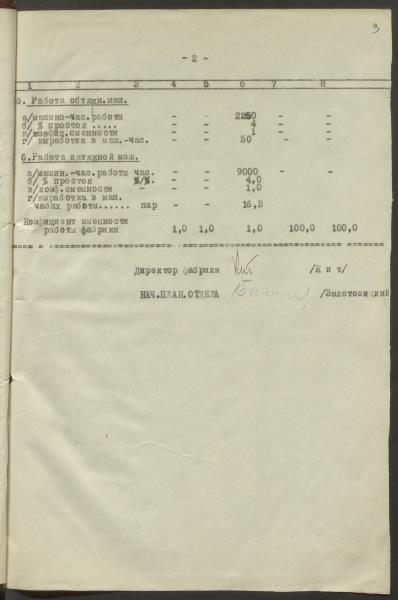 3
- 2 -
1 2 3 4 5 6 7 8
5. Работа обтяжн.маш.
а/машино-час.работы - - 2250 - -
б/ % простоя ..... - - 4 - -
в/коэфиц.сменности - - 1 - -
г/ выработка в маш.-час. - - 50 - -
6.Работа затяжной маш.
а/машин.-час.работы час. - - 9000 - -
б/ % простоя %%. - - 4,0
в/коэф.сменности - - - 1,0
г/выработка в маш.
часах работы...... пар - - 16,3
Коэфициент сменности
работы фабрики 1,0 1,0 1,0 100,0 100,0
Директор фабрики /К и т/
НАЧ.ПЛАН.ОТДЕЛА /Золотовицкий